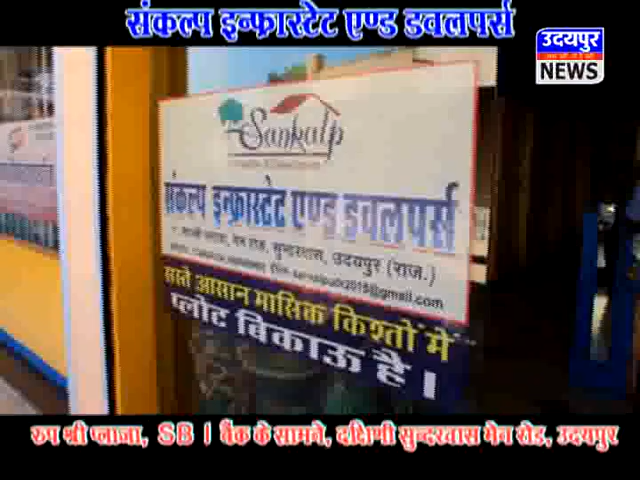 संकल्प इन्फ्रास्टेट एण्ड डवलपर्स
उदयपुर
NEWS
Sankalp
संकल्प इन्फ्रास्टेट एण्ड डवलपर्स
मेन रोड, सुन्दरवास, उदयपुर (राज.)
@gmail.com
सस्ते आसान मासिक किश्तों में
प्लोट बिकाऊ है।
रुप श्री प्लाजा, SB । बैंक के सामने, दक्षिणी सुन्दरवास मेन रोड, उदयपुर